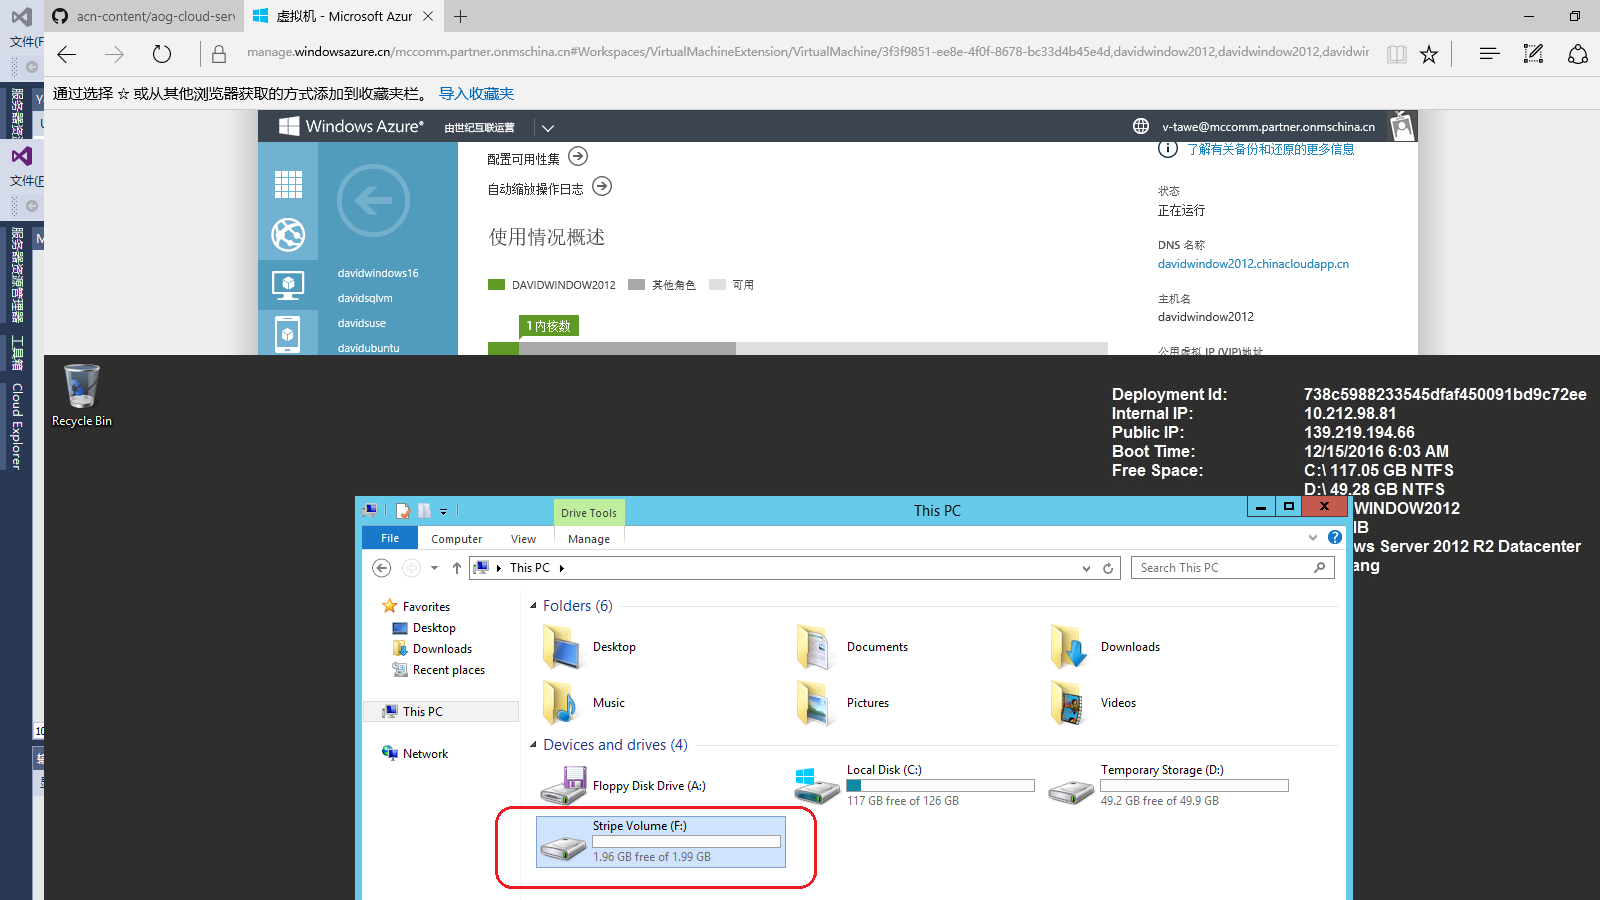 acn-content/aog-cloud-serv
虚拟机 - Microsoft Azur
文件(F
manage.windowsazure.cn/mccomm.partner.onmschina.cn#Workspaces/VirtualMachineExtension/VirtualMachine/3f3f9851-ee8e-4f0f-8678-bc33d4b45e4d,davidwindow2012,davidwindow2012,davidwir
通过选择 ☆ 或从其他浏览器获取的方式添加到收藏夹栏。 导入收藏夹
服务器资源
Windows Azure® 由世纪互联运营
v-tawe@mccomm.partner.onmschina.cn
文件(F
配置可用性集
自动缩放操作日志
使用情况概述
DAVIDWINDOW2012 其他角色 可用
1 内核数
davidwindows16
davidsqlvm
davidsuse
davidubuntu
了解有关备份和还原的更多信息
状态
正在运行
DNS 名称
davidwindow2012.chinacloudapp.cn
主机名
davidwindow2012
公用虚拟 IP (VIP)地址
服务器资源管理器
工具箱
Cloud Explorer
Recycle Bin
Deployment Id: 738c5988233545dfaf450091bd9c72ee
Internal IP: 10.212.98.81
Public IP: 139.219.194.66
Boot Time: 12/15/2016 6:03 AM
Free Space: C:\ 117.05 GB NTFS
D:\ 49.28 GB NTFS
WINDOW2012
IB
ws Server 2012 R2 Datacenter
ang
Drive Tools
This PC
File Computer View Manage
This PC
Search This PC
Favorites
Desktop
Downloads
Recent places
This PC
Network
Folders (6)
Desktop
Documents
Downloads
Music
Pictures
Videos
Devices and drives (4)
Floppy Disk Drive (A:)
Local Disk (C:)
117 GB free of 126 GB
Temporary Storage (D:)
49.2 GB free of 49.9 GB
Stripe Volume (F:)
1.96 GB free of 1.99 GB